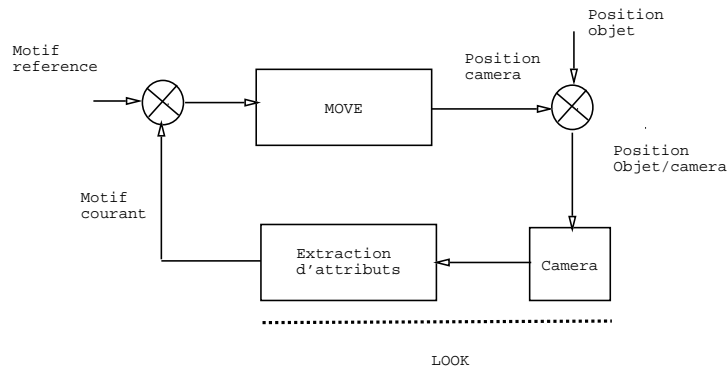 Position
objet
Motif
reference
Position
camera
MOVE
Position
Objet/camera
Motif
courant
Extraction
d'attributs
Camera
LOOK